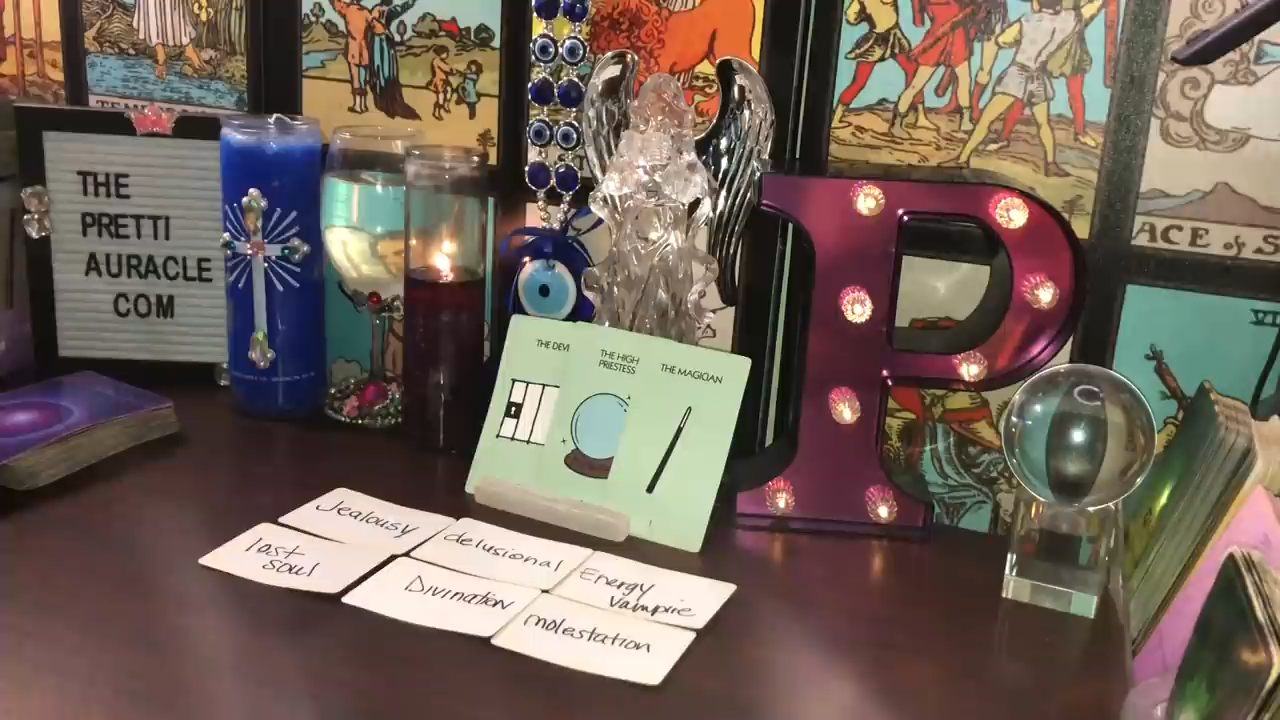 THE
PRETTI
AURACLE
COM
ACE of S
VI
THE DEVI
THE HIGH
PRIESTESS
THE MAGICIAN
P
Jealousy
lost
soul
delusional
Divination
Energy
vampire
molestation